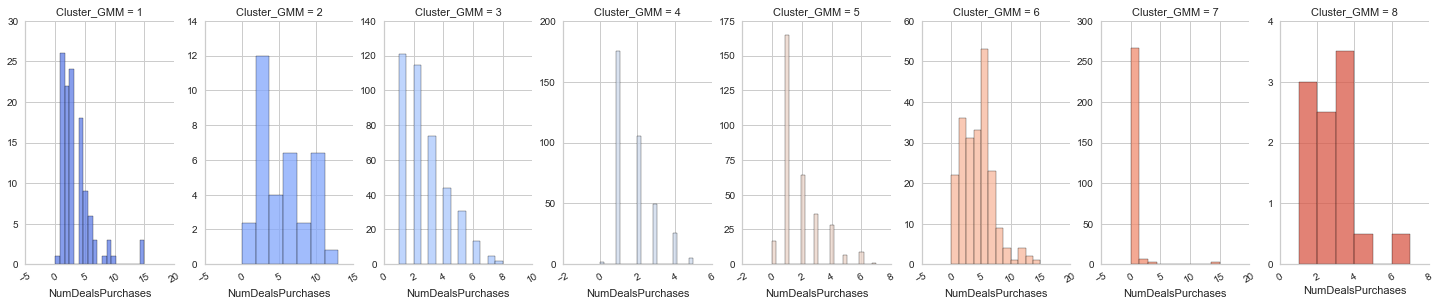 Cluster_GMM = 1
30
25
20
15
10
5
0
-5 0 5 10 15 20
NumDealsPurchases
Cluster_GMM = 2
14
12
10
8
6
4
2
0
-5 0 5 10 15
NumDealsPurchases
Cluster_GMM = 3
140
120
100
80
60
40
20
0
0 2 4 6 8 10
NumDealsPurchases
Cluster_GMM = 4
200
150
100
50
0
-2 0 2 4 6
NumDealsPurchases
Cluster_GMM = 5
175
150
125
100
75
50
25
0
-2 0 2 4 6 8
NumDealsPurchases
Cluster_GMM = 6
60
50
40
30
20
10
0
-5 0 5 10 15 20
NumDealsPurchases
Cluster_GMM = 7
300
250
200
150
100
50
0
-5 0 5 10 15 20
NumDealsPurchases
Cluster_GMM = 8
4
3
2
1
0
0 2 4 6 8
NumDealsPurchases